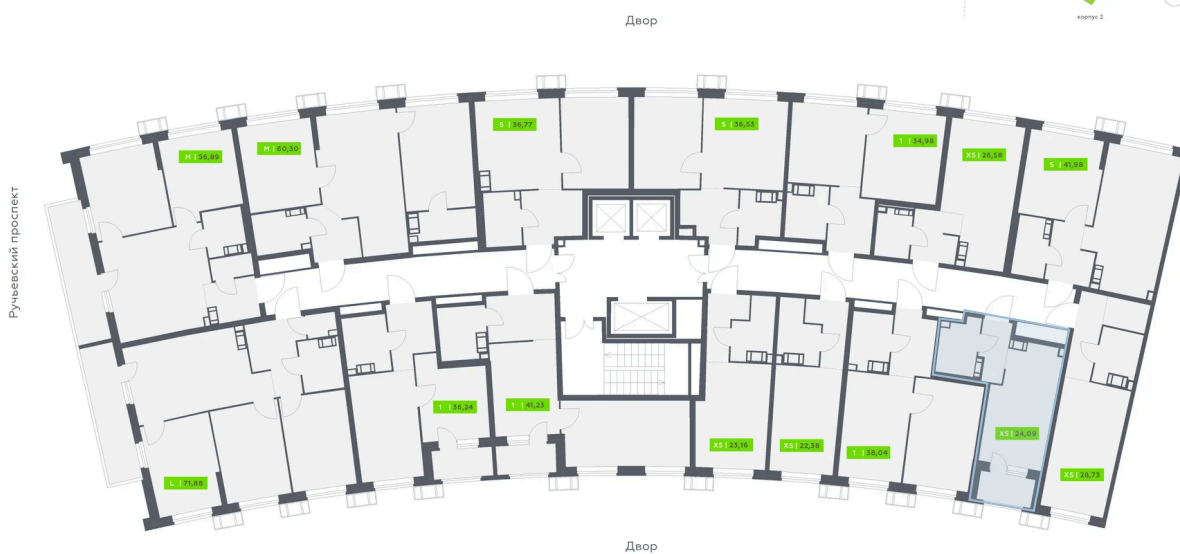 корпус 2
Двор
Ручьевский проспект
M | 56,89
M | 60,30
S | 36,77
S | 36,53
1 | 34,98
XS | 26,58
S | 41,98
L | 71,88
1 | 36,24
1 | 41,23
XS | 23,16
XS | 22,38
1 | 38,04
XS | 24,09
XS | 28,73
Двор